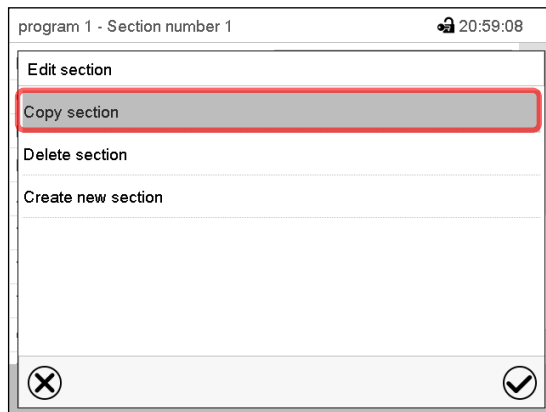 program 1 - Section number 1 20:59:08
Edit section
Copy section
Delete section
Create new section